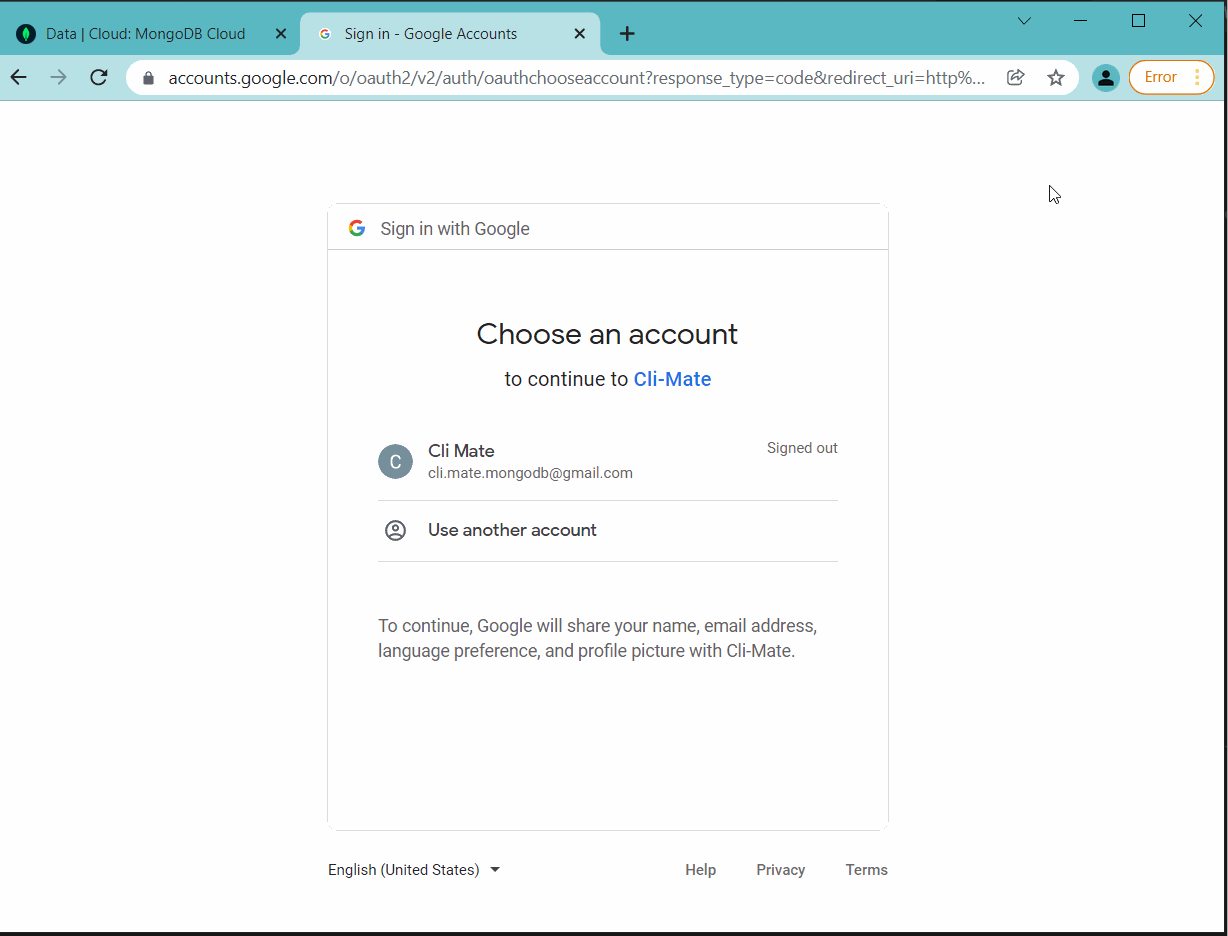 Data | Cloud: MongoDB Cloud
Sign in - Google Accounts
accounts.google.com/o/oauth2/v2/auth/oauthchooseaccount?response_type=code&redirect_uri=http%...
Error
Sign in with Google
Choose an account
to continue to Cli-Mate
C
Cli Mate
Signed out
cli.mate.mongodb@gmail.com
Use another account
To continue, Google will share your name, email address,
language preference, and profile picture with Cli-Mate.
English (United States)
Help
Privacy
Terms